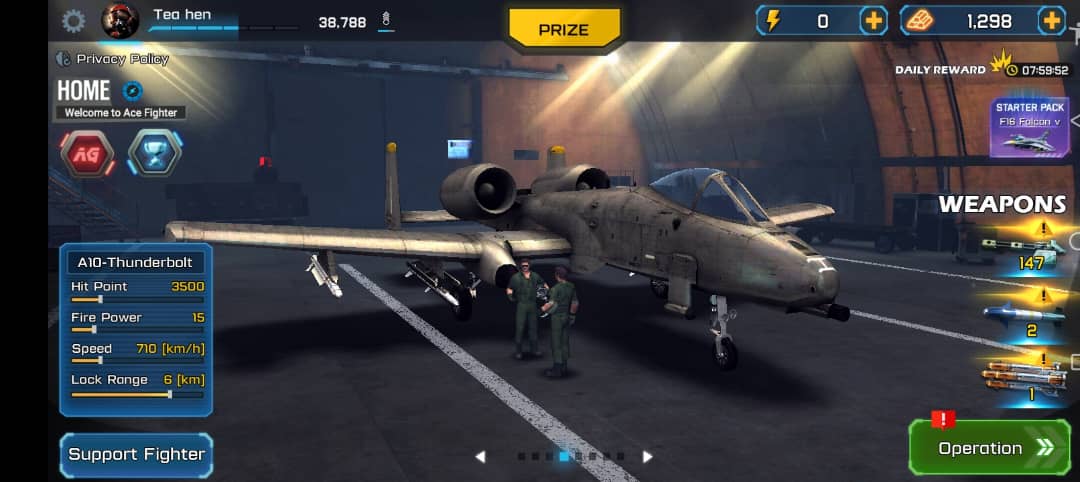 Tea hen
38,788
PRIZE
0
1,298
Privacy Policy
DAILY REWARD
07:59:52
HOME
Welcome to Ace Fighter
AG
STARTER PACK
F16 Falcon v
WEAPONS
147
2
1
A10-Thunderbolt
Hit Point 3500
Fire Power 15
Speed 710 [km/h]
Lock Range 6 [km]
Support Fighter
!
Operation